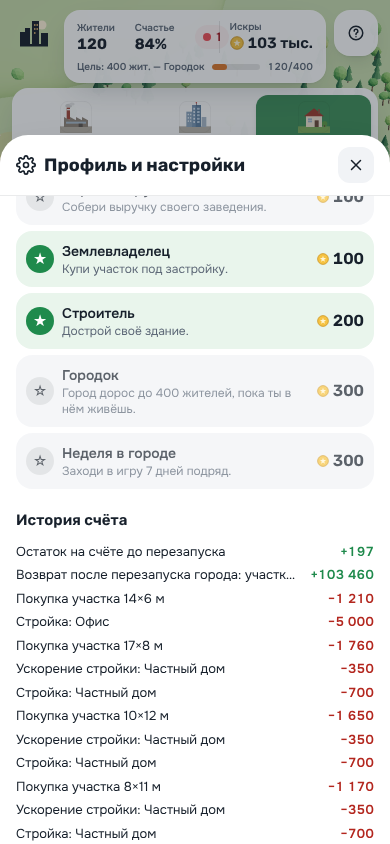 Жители
120
Счастье
84%
1
Искры
103 тыс.
Цель: 400 жит. — Городок
120/400
Профиль и настройки
100
Собери выручку своего заведения.
Землевладелец
100
Купи участок под застройку.
Строитель
200
Дострой своё здание.
Городок
Город дорос до 400 жителей, пока ты в
нём живёшь.
300
Неделя в городе
300
Заходи в игру 7 дней подряд.
История счёта
Остаток на счёте до перезапуска +197
Возврат после перезапуска города: участк... +103 460
Покупка участка 14×6 м −1 210
Стройка: Офис −5 000
Покупка участка 17×8 м −1 760
Ускорение стройки: Частный дом −350
Стройка: Частный дом −700
Покупка участка 10×12 м −1 650
Ускорение стройки: Частный дом −350
Стройка: Частный дом −700
Покупка участка 8×11 м −1 170
Ускорение стройки: Частный дом −350
Стройка: Частный дом −700